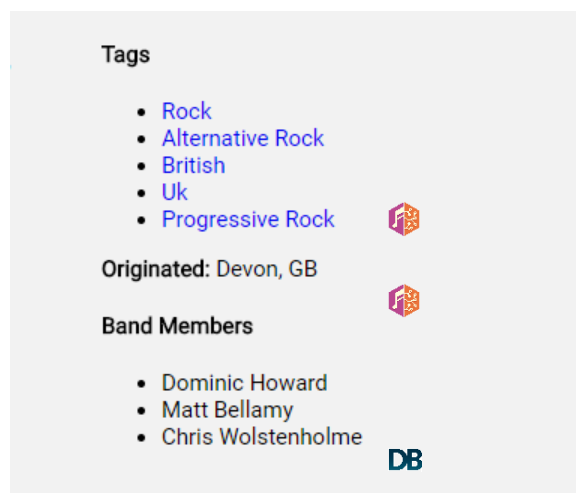 Tags
Rock
Alternative Rock
British
Uk
Progressive Rock
Originated: Devon, GB
Band Members
Dominic Howard
Matt Bellamy
Chris Wolstenholme
DB